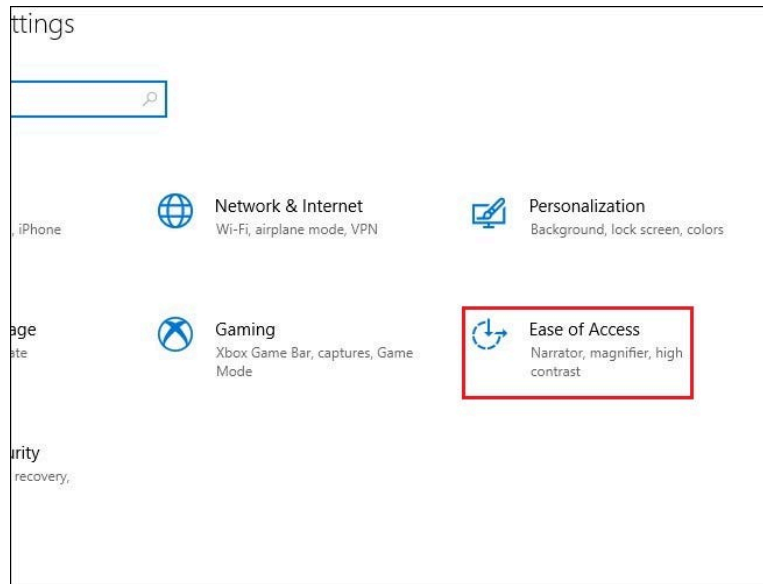 ttings
Network & Internet
Wi-Fi, airplane mode, VPN
Personalization
Background, lock screen, colors
, iPhone
age
ate
Gaming
Xbox Game Bar, captures, Game
Mode
Ease of Access
Narrator, magnifier, high
contrast
urity
recovery,